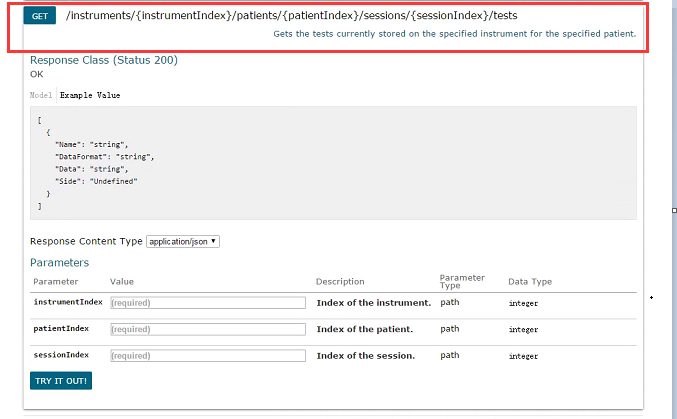 GET /instruments/{instrumentIndex}/patients/{patientIndex}/sessions/{sessionIndex}/tests
Gets the tests currently stored on the specified instrument for the specified patient.
Response Class (Status 200)
OK
Model Example Value
[
{
"Name": "string",
"DataFormat": "string",
"Data": "string",
"Side": "Undefined"
}
]
Response Content Type application/json
Parameters
Parameter Value Description Parameter Type Data Type
instrumentIndex (required) Index of the instrument. path integer
patientIndex (required) Index of the patient. path integer
sessionIndex (required) Index of the session. path integer
TRY IT OUT!